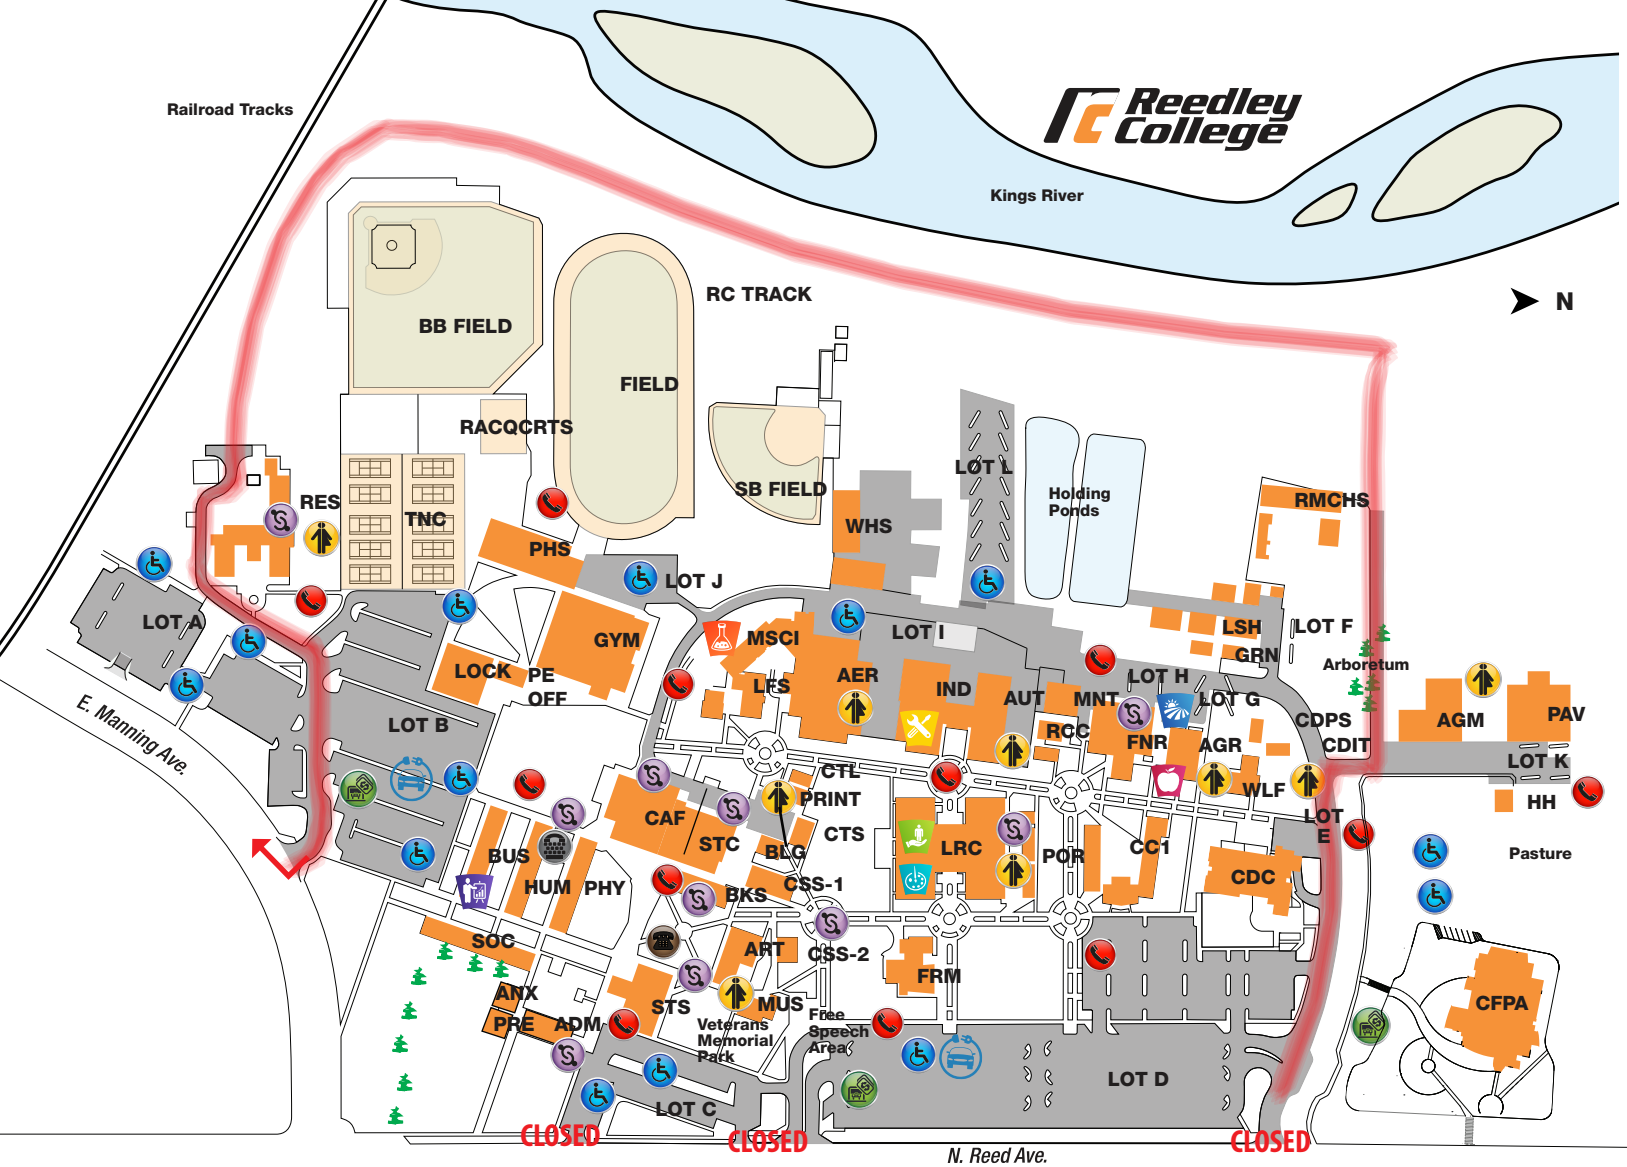 Railroad Tracks
Reedley
College
Kings River
N
RC TRACK
BB FIELD
FIELD
RACQCRTS
LOT L
SB FIELD
Holding
Ponds
RMCHS
RES
TNC
WHS
PHS
LOT J
LOT A
GYM
MSCI
LOT I
LSH
LOT F
GRN
Arboretum
LOCK
PE
OFF
LFS
AER
IND
AUT
MNT
LOT H
LOT G
E. Manning Ave.
LOT B
RCC
FNR
AGR
CDPS
CDIT
AGM
PAV
LOT K
CTL
PRINT
WLF
HH
CAF
STC
CTS
BLG
LRC
POR
CC1
LOT
E
Pasture
BUS
HUM
PHY
BKS
CSS-1
CDC
SOC
ART
CSS-2
FRM
ANX
PRE
ADM
STS
MUS
Veterans
Memorial
Park
Free
Speech
Area
CFPA
LOT D
LOT C
CLOSED
CLOSED
CLOSED
N. Reed Ave.